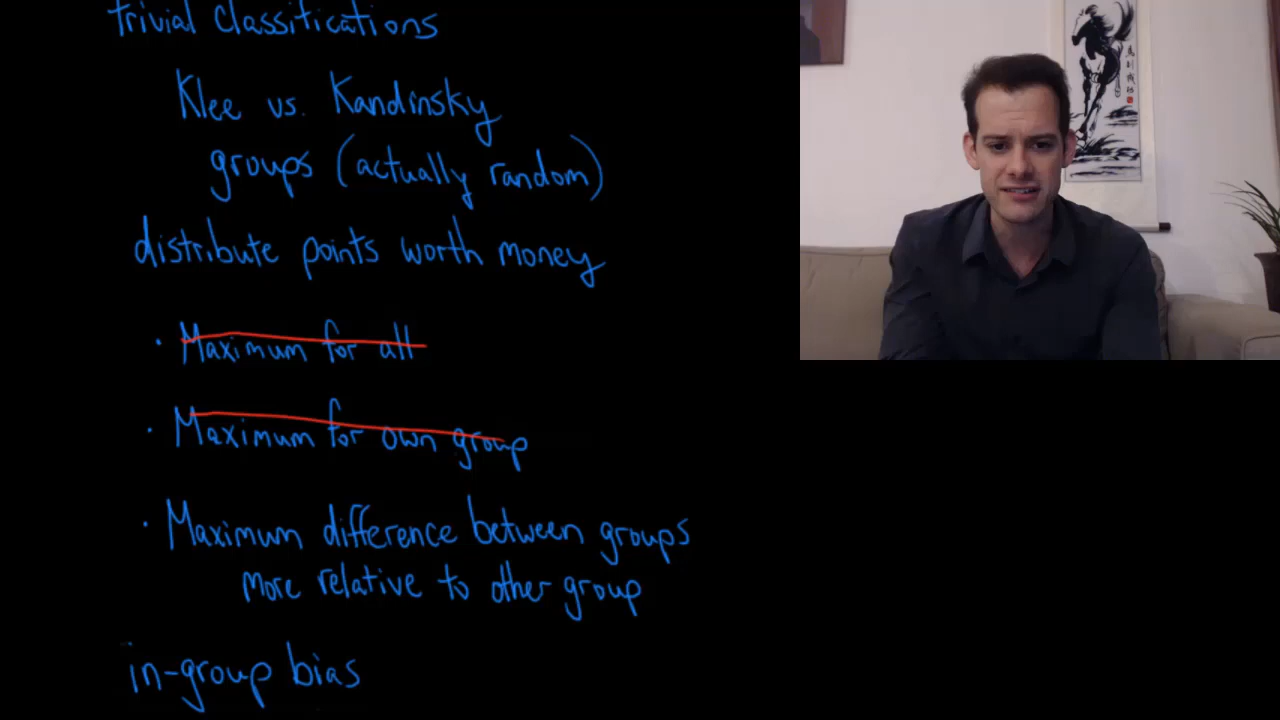 trivial classifications
Klee vs. Kandinsky
groups (actually random)
distribute points worth money
• Maximum for all
• Maximum for own group
• Maximum difference between groups
more relative to other group
in-group bias